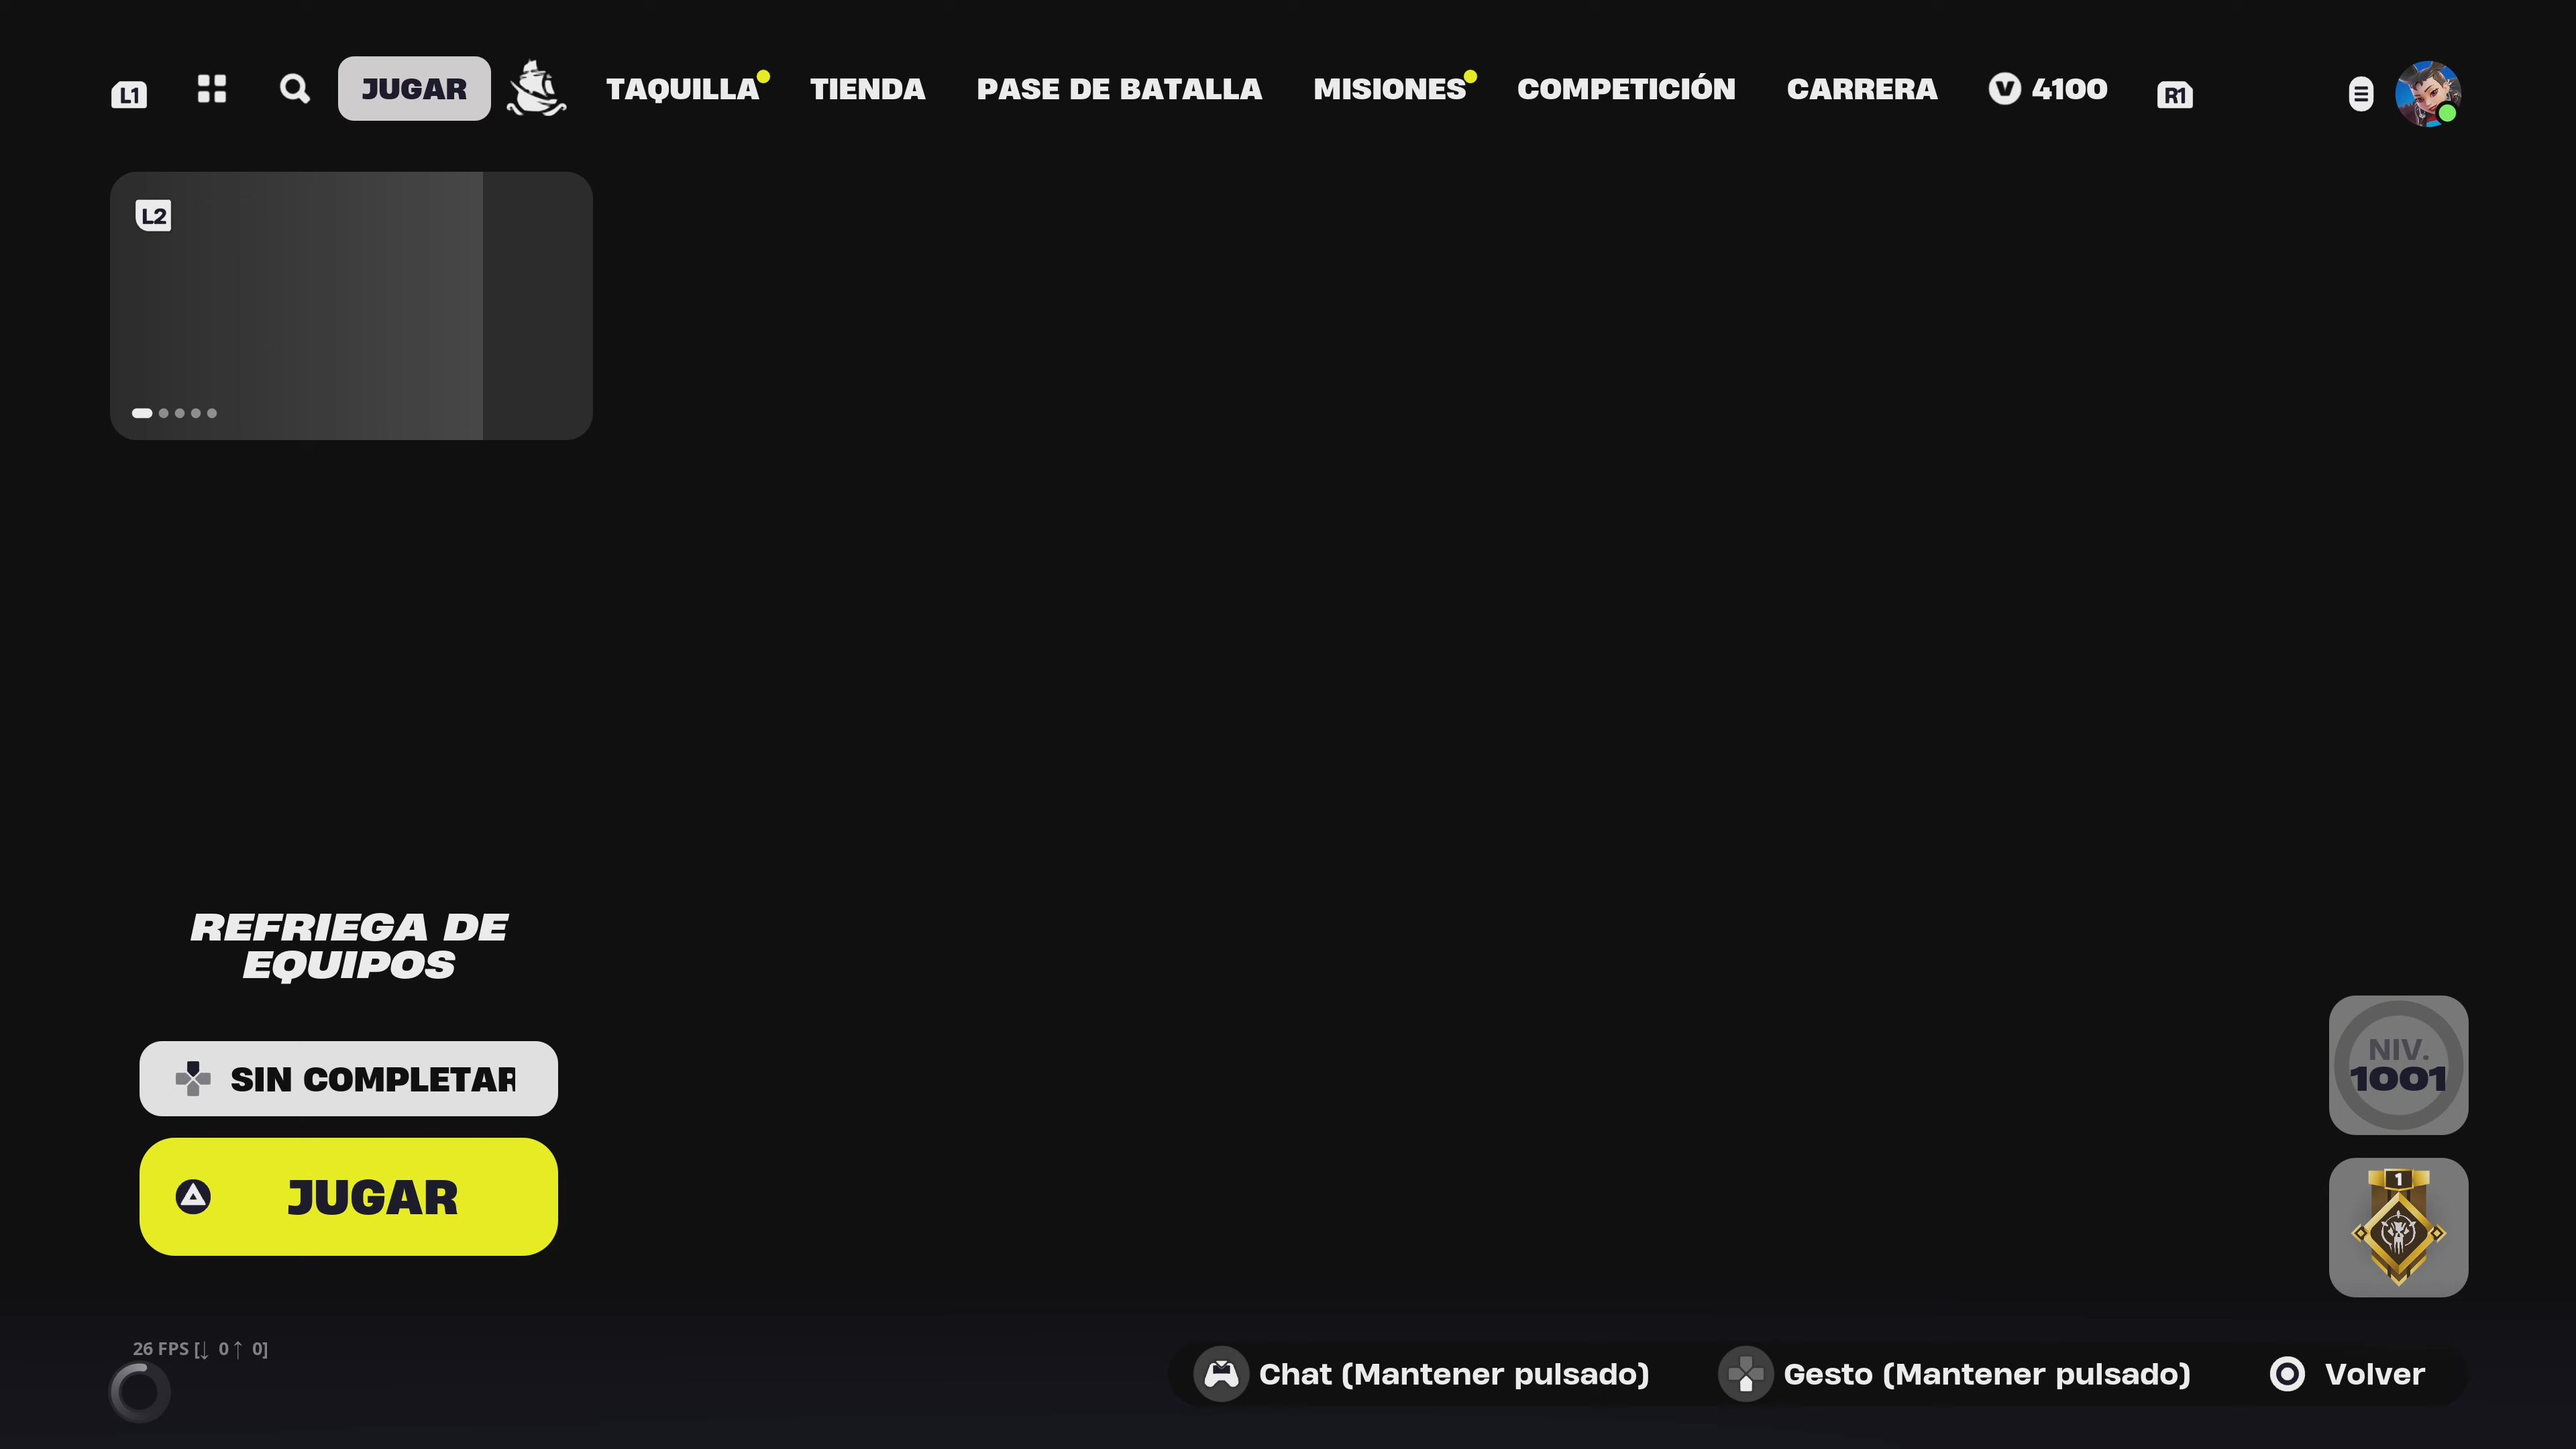 L1
JUGAR
TAQUILLA
TIENDA
PASE DE BATALLA
MISIONES
COMPETICIÓN
CARRERA
V 4100
R1
L2
REFRIEGA DE
EQUIPOS
SIN COMPLETAR
JUGAR
NIV.
1001
1
26 FPS [↓ 0↑ 0]
Chat (Mantener pulsado)
Gesto (Mantener pulsado)
Volver